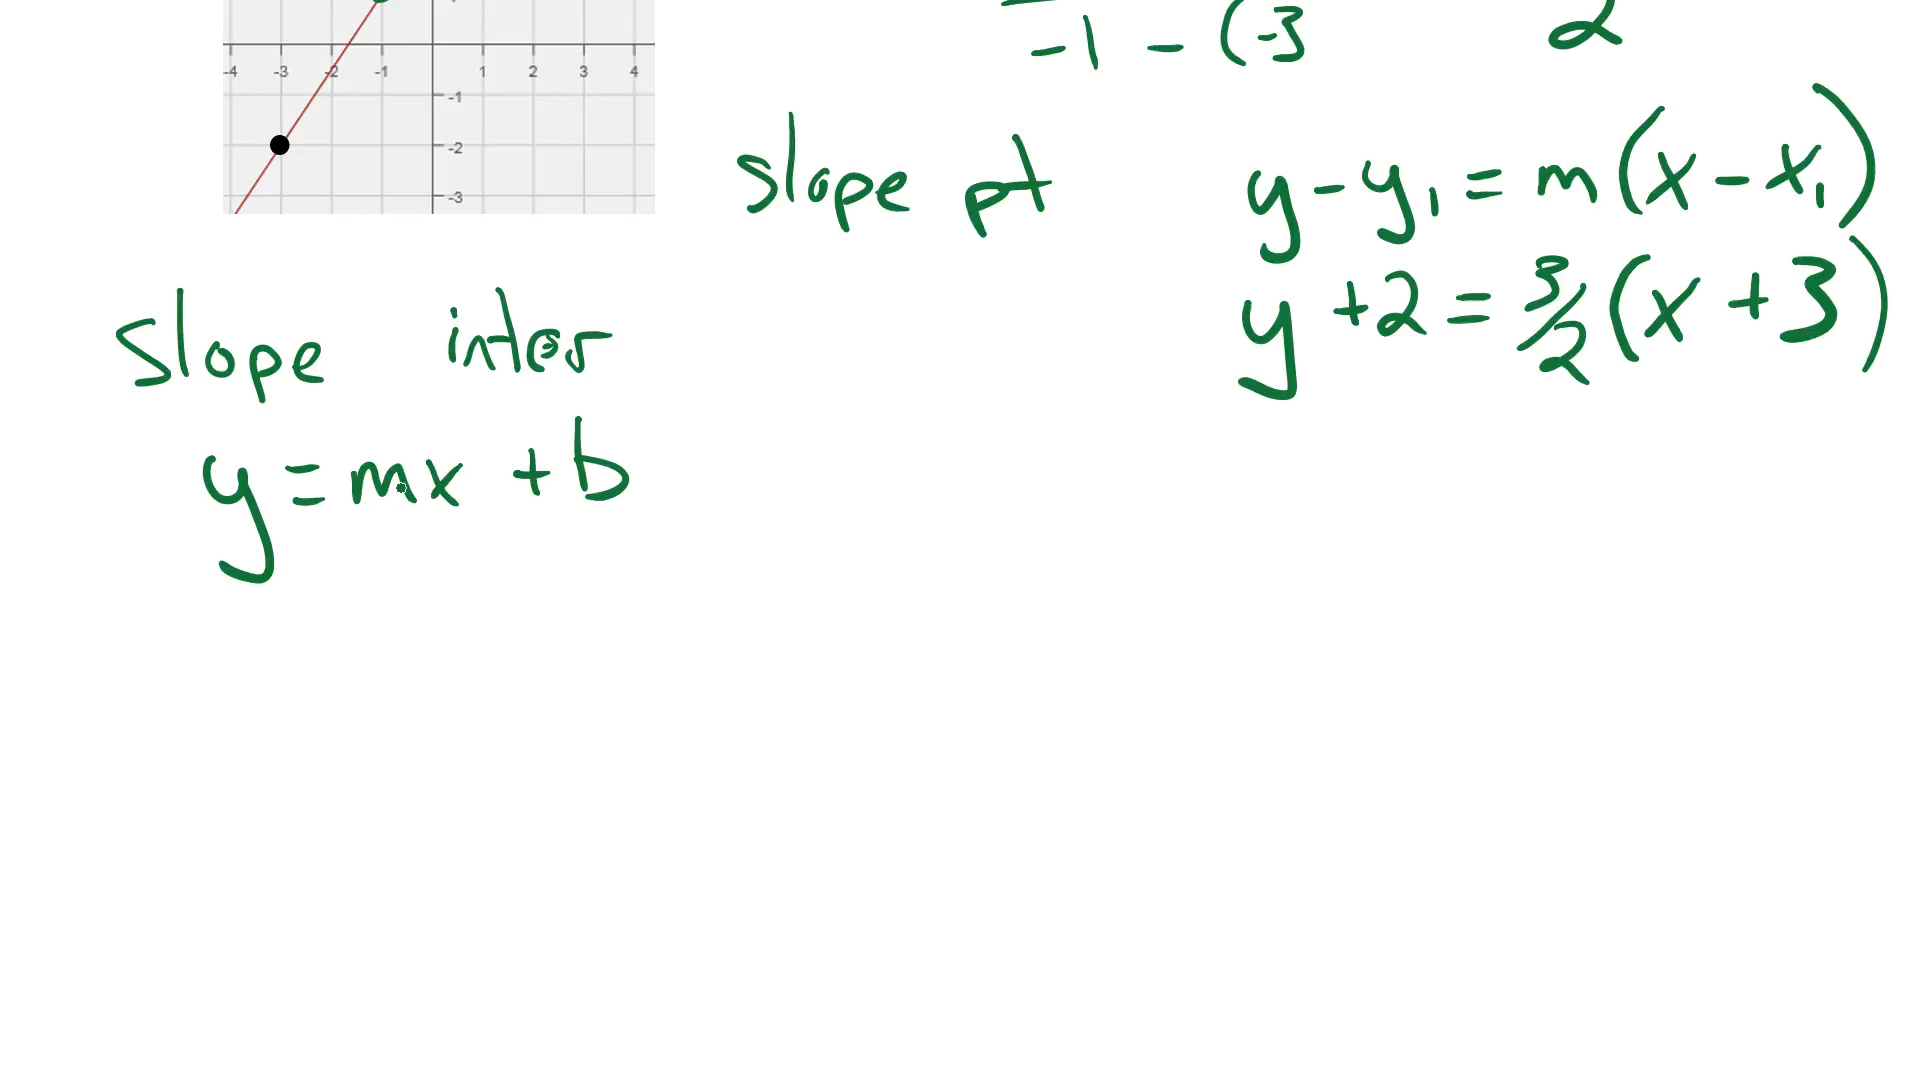 -1 - (-3
2
-4 -3 -2 -1 1 2 3 4
-1
-2
-3
slope pt
y - y₁ = m(x - x₁)
y + 2 = 3/2 (x + 3)
slope inter
y = mx + b